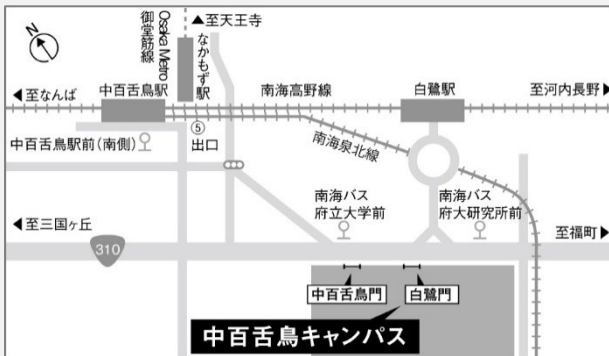 N
▲至天王寺
御堂筋線
Osaka Metro
なかもず駅
◀至なんば
中百舌鳥駅
南海高野線
白鷺駅
至河内長野▶
中百舌鳥駅前(南側)
⑤
出口
南海泉北線
◀至三国ヶ丘
南海バス
府立大学前
南海バス
府大研究所前
至福町▶
310
中百舌鳥門
白鷺門
中百舌鳥キャンパス